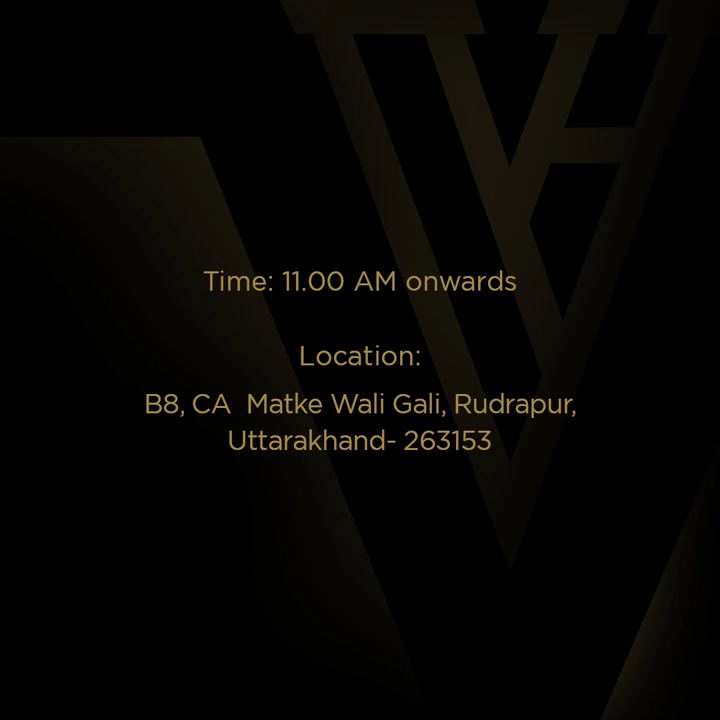 Time: 11.00 AM onwards
Location:
B8, CA  Matke Wali Gali, Rudrapur,
Uttarakhand- 263153